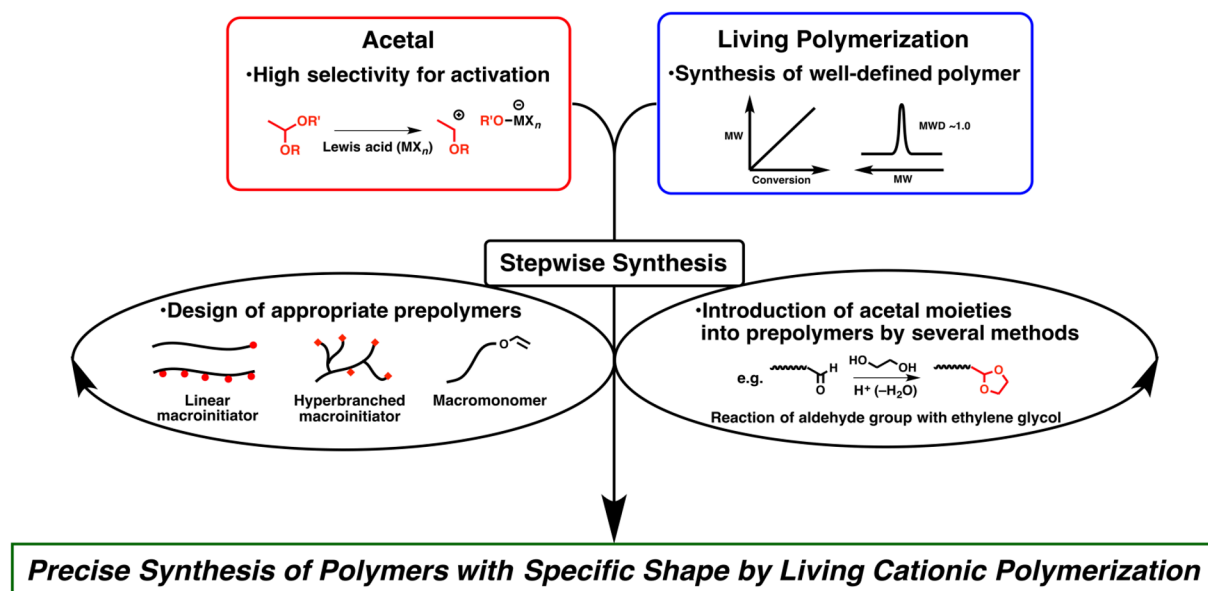 Acetal
•High selectivity for activation
OR'
OR
Lewis acid (MXn)
⊕
OR
⊖
R'O–MXn
Living Polymerization
•Synthesis of well-defined polymer
MW
Conversion
MWD ~1.0
MW
Stepwise Synthesis
•Design of appropriate prepolymers
O
Linear
macroinitiator
Hyperbranched
macroinitiator
Macromonomer
•Introduction of acetal moieties
into prepolymers by several methods
e.g.
H
O
HO
OH
H⁺ (–H₂O)
O
O
Reaction of aldehyde group with ethylene glycol
Precise Synthesis of Polymers with Specific Shape by Living Cationic Polymerization